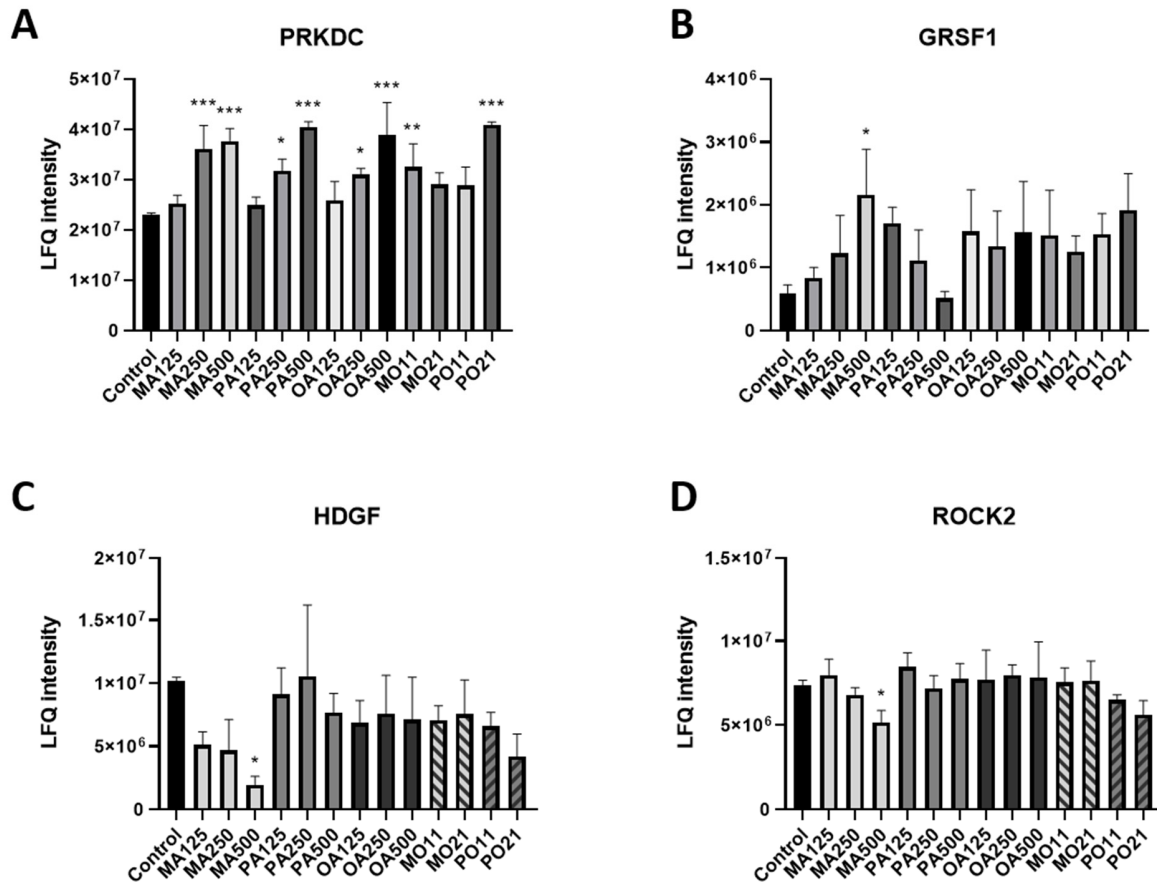 A
PRKDC
LFQ intensity
5×10⁷
4×10⁷
3×10⁷
2×10⁷
1×10⁷
0
*** *** * *** * *** ** ***
Control MA125 MA250 MA500 PA125 PA250 PA500 OA125 OA250 OA500 MO11 MO21 PO11 PO21
B
GRSF1
LFQ intensity
4×10⁶
3×10⁶
2×10⁶
1×10⁶
0
*
Control MA125 MA250 MA500 PA125 PA250 PA500 OA125 OA250 OA500 MO11 MO21 PO11 PO21
C
HDGF
LFQ intensity
2×10⁷
1.5×10⁷
1×10⁷
5×10⁶
0
*
Control MA125 MA250 MA500 PA125 PA250 PA500 OA125 OA250 OA500 MO11 MO21 PO11 PO21
D
ROCK2
LFQ intensity
1.5×10⁷
1×10⁷
5×10⁶
0
*
Control MA125 MA250 MA500 PA125 PA250 PA500 OA125 OA250 OA500 MO11 MO21 PO11 PO21